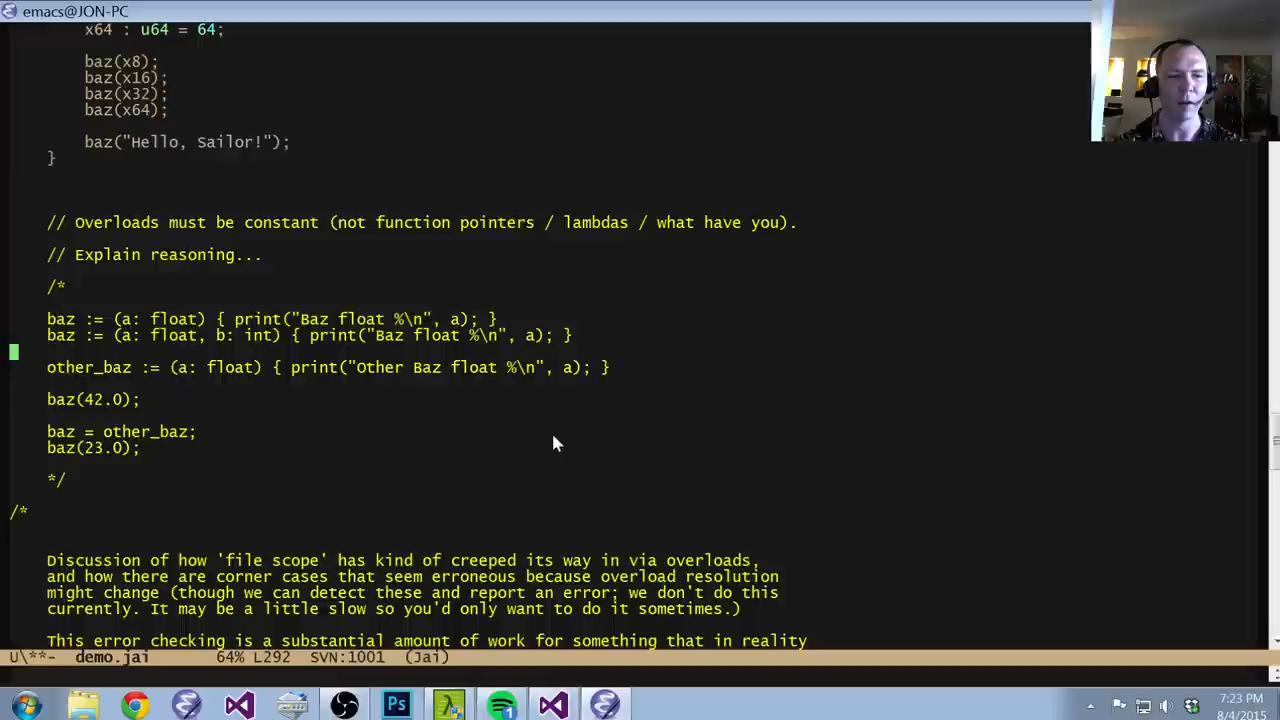 emacs@JON-PC
x64 : u64 = 64;
baz(x8);
baz(x16);
baz(x32);
baz(x64);
baz("Hello, Sailor!");
}
// Overloads must be constant (not function pointers / lambdas / what have you).
// Explain reasoning...
/*
baz := (a: float) { print("Baz float %\n", a); }
baz := (a: float, b: int) { print("Baz float %\n", a); }
other_baz := (a: float) { print("Other Baz float %\n", a); }
baz(42.0);
baz = other_baz;
baz(23.0);
*/
/*
Discussion of how 'file scope' has kind of creeped its way in via overloads,
and how there are corner cases that seem erroneous because overload resolution
might change (though we can detect these and report an error; we don't do this
currently. It may be a little slow so you'd only want to do it sometimes.)
This error checking is a substantial amount of work for something that in reality
U\**- demo.jai 64% L292 SVN:1001 (Jai)
Ps
1
7:23 PM
8/4/2015